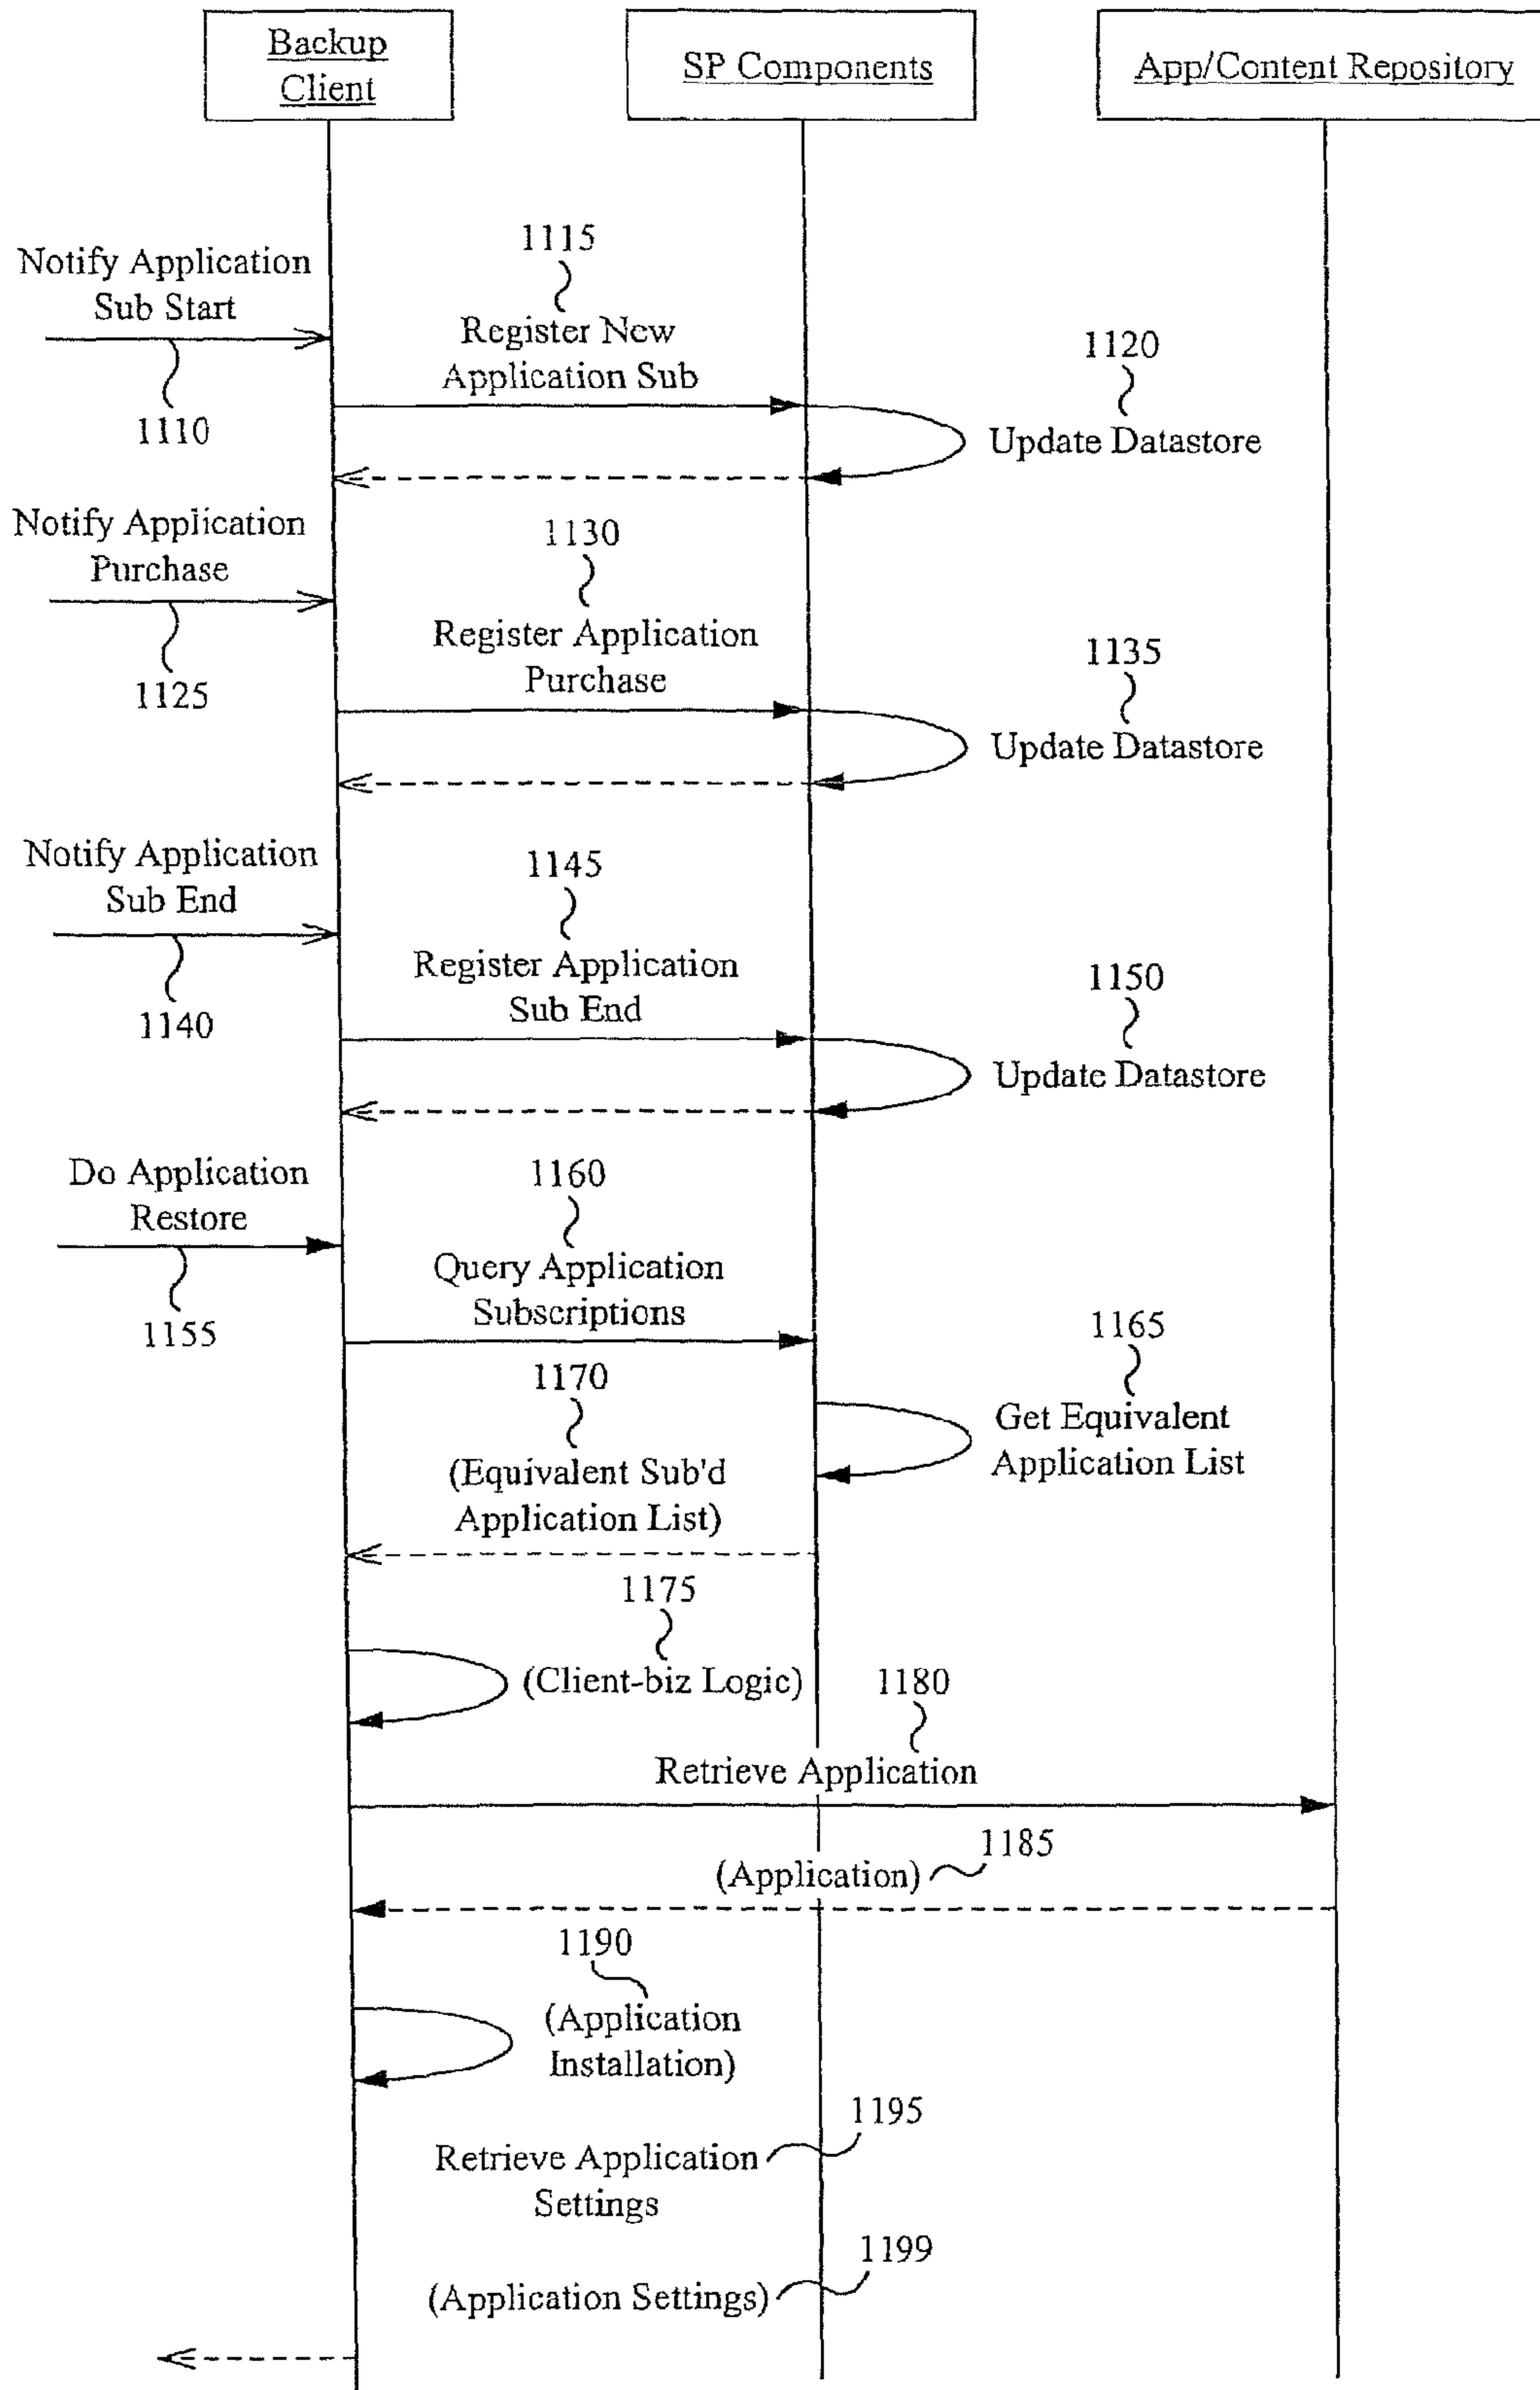 Backup
Client
SP Components
App/Content Repository
Notify Application
Sub Start
1110
1115
Register New
Application Sub
1120
Update Datastore
Notify Application
Purchase
1125
1130
Register Application
Purchase
1135
Update Datastore
Notify Application
Sub End
1140
1145
Register Application
Sub End
1150
Update Datastore
Do Application
Restore
1155
1160
Query Application
Subscriptions
1165
Get Equivalent
Application List
1170
(Equivalent Sub'd
Application List)
1175
(Client-biz Logic)
1180
Retrieve Application
1185
(Application)
1190
(Application
Installation)
1195
Retrieve Application
Settings
1199
(Application Settings)